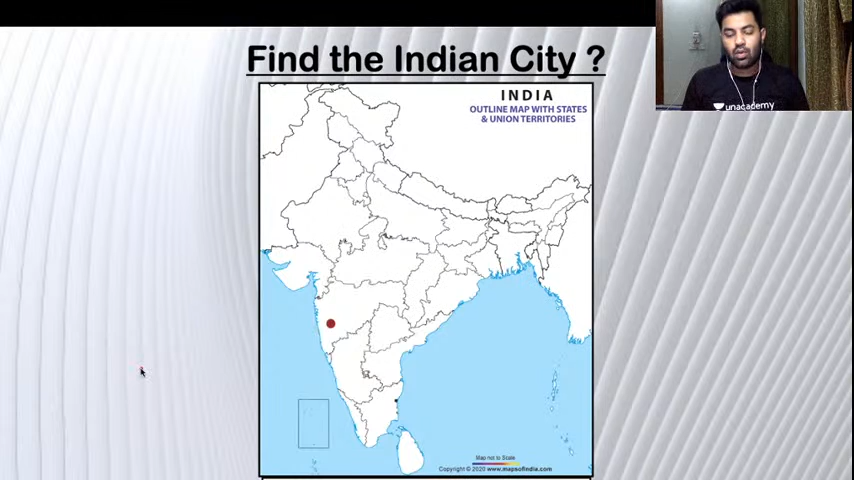 Find the Indian City ?
INDIA
OUTLINE MAP WITH STATES
& UNION TERRITORIES
unacademy
Map not to Scale
Copyright © 2020 www.mapsofindia.com